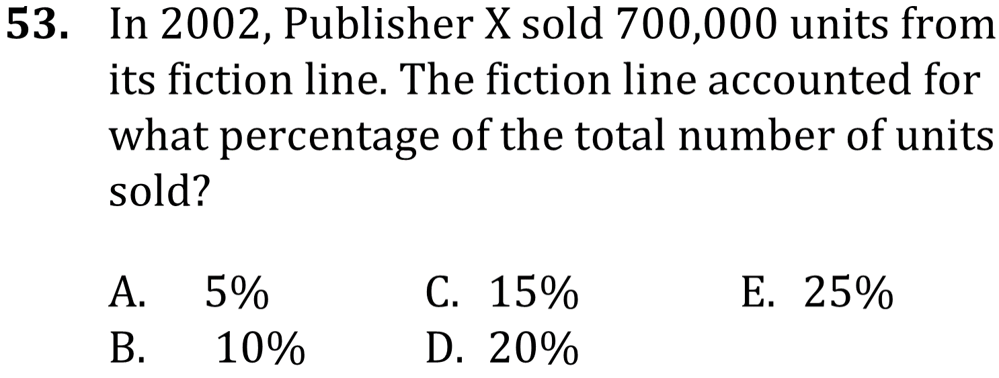 53. In 2002, Publisher X sold 700,000 units from
its fiction line. The fiction line accounted for
what percentage of the total number of units
sold?
A. 5% C. 15% E. 25%
B. 10% D. 20%